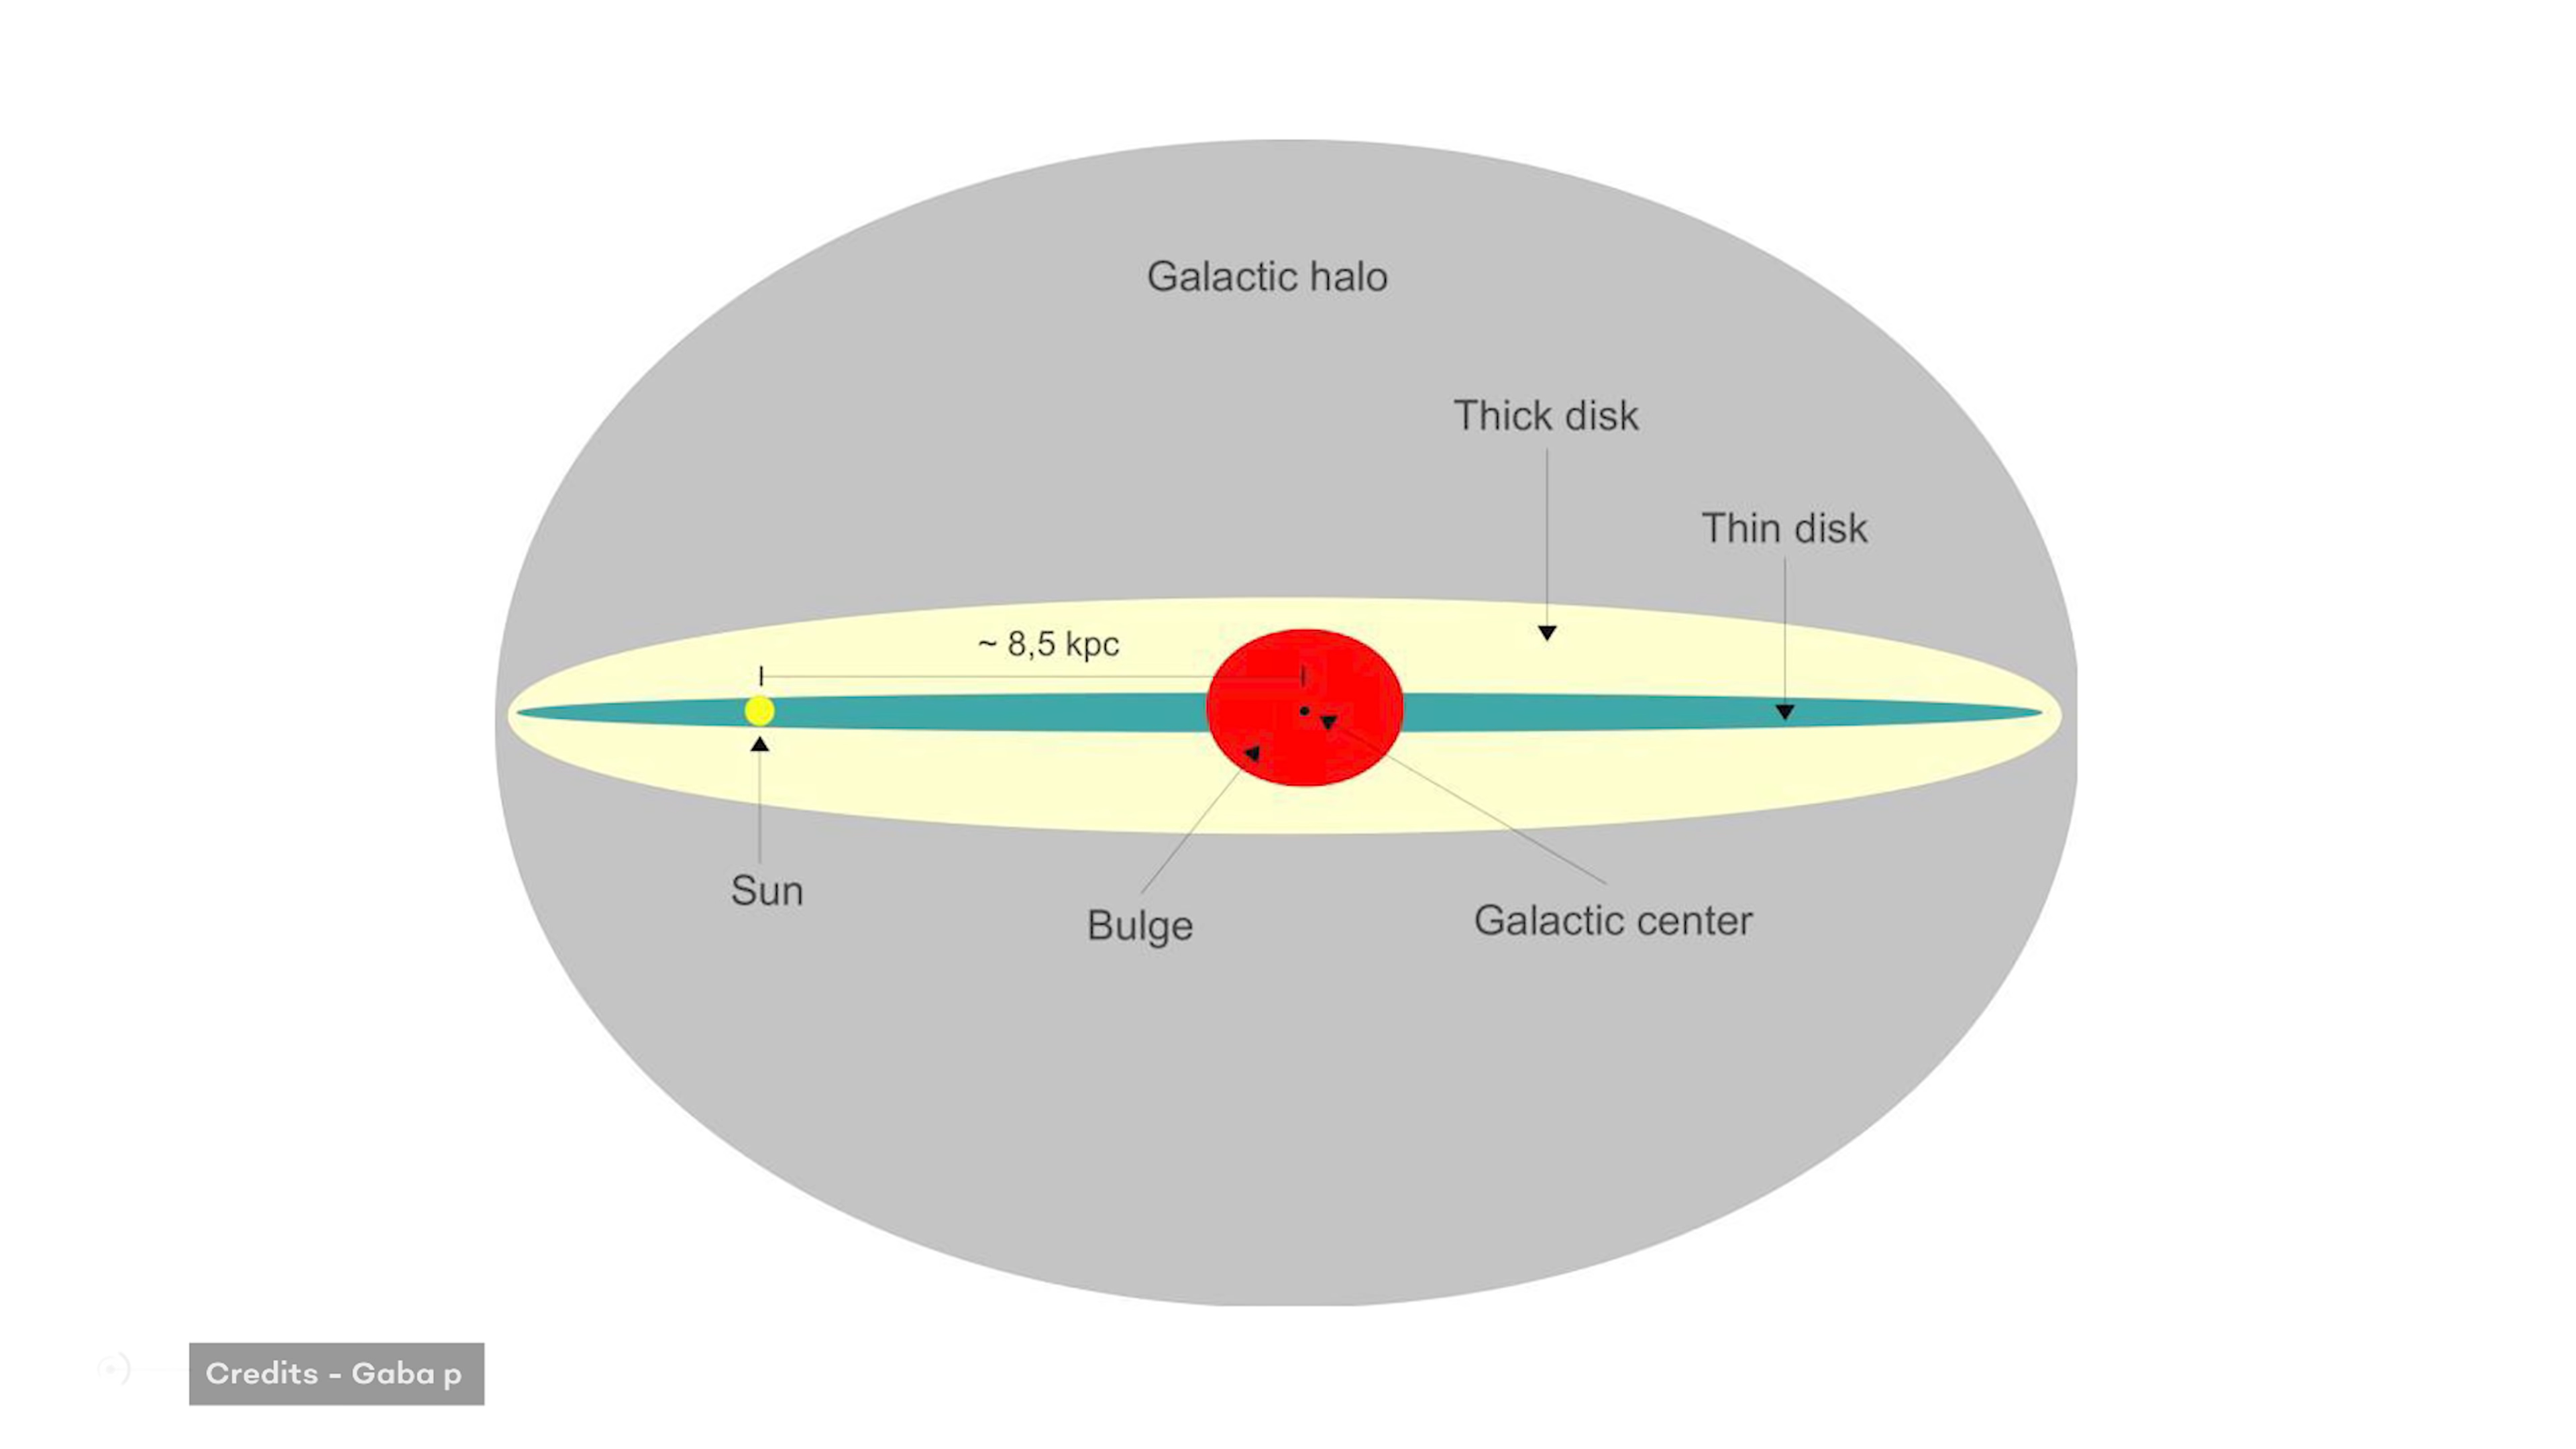 Galactic halo
Thick disk
Thin disk
~ 8,5 kpc
Sun
Bulge
Galactic center
Credits - Gaba p